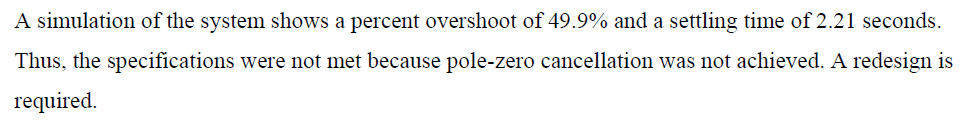 A simulation of the system shows a percent overshoot of 49.9% and a settling time of 2.21 seconds.
Thus, the specifications were not met because pole-zero cancellation was not achieved. A redesign is
required.